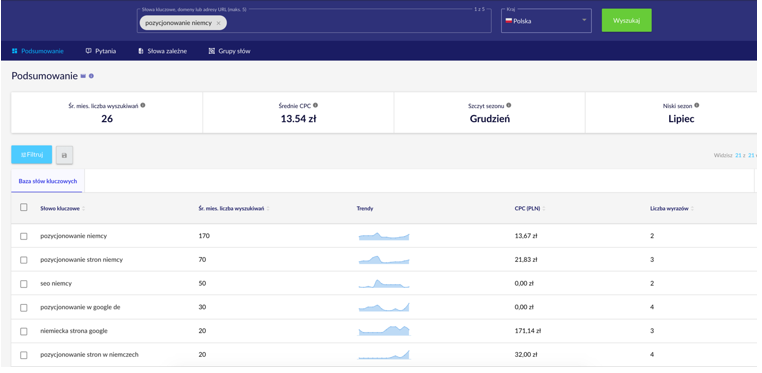 Słowa kluczowe, domeny lub adresy URL (maks. 5)
1 z 5
Kraj
pozycjonowanie niemcy ×
Polska
Wyszukaj
Podsumowanie Pytania Słowa zależne Grupy słów
Podsumowanie
Śr. mies. liczba wyszukiwań
26
Średnie CPC
13.54 zł
Szczyt sezonu
Grudzień
Niski sezon
Lipiec
Filtruj
Widzisz 21 z 21
Baza słów kluczowych
Słowo kluczowe Śr. mies. liczba wyszukiwań Trendy CPC (PLN) Liczba wyrazów
pozycjonowanie niemcy 170 13,67 zł 2
pozycjonowanie stron niemcy 70 21,83 zł 3
seo niemcy 50 0,00 zł 2
pozycjonowanie w google de 30 0,00 zł 4
niemiecka strona google 20 171,14 zł 3
pozycjonowanie stron w niemczech 20 32,00 zł 4